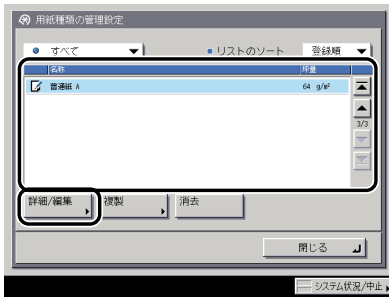 用紙種類の管理設定
すべて リストのソート 登録順
名称 坪量
普通紙 A 64 g/m²
3/3
詳細/編集 複製 消去
閉じる
システム状況/中止